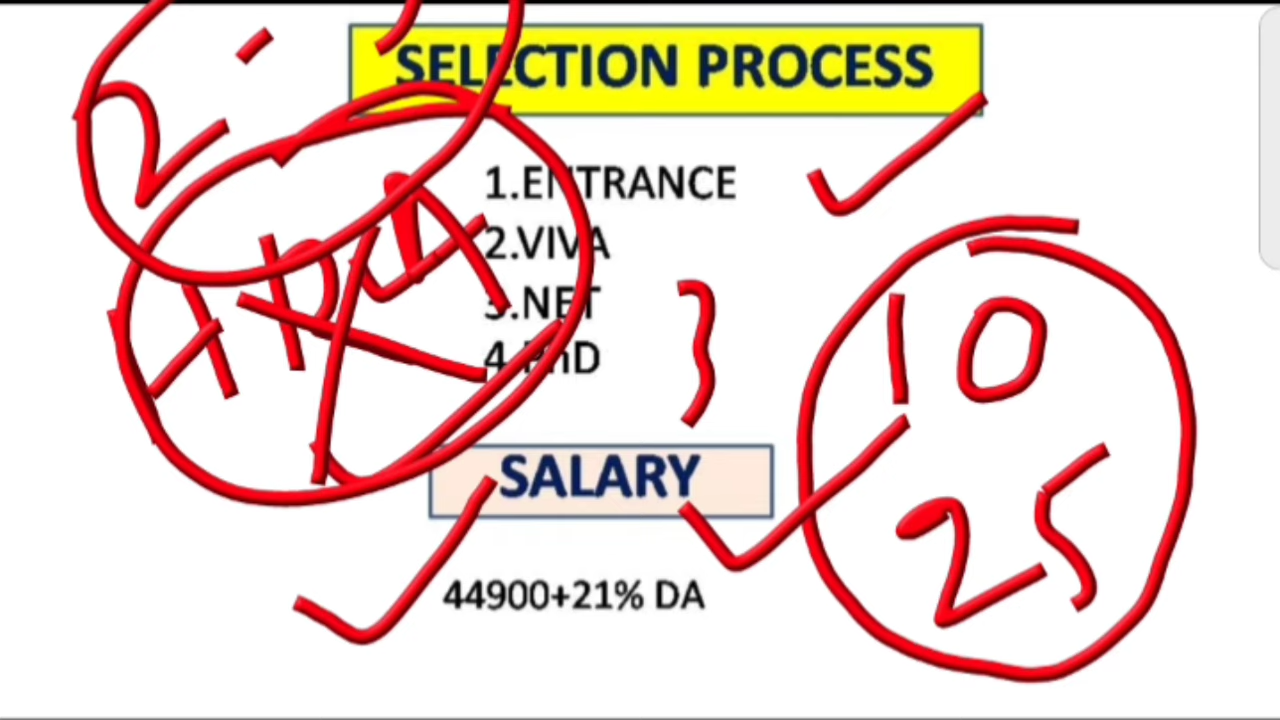 SELECTION PROCESS
1.ENTRANCE
2.VIVA
3.NET
4.PhD
10
25
SALARY
44900+21% DA